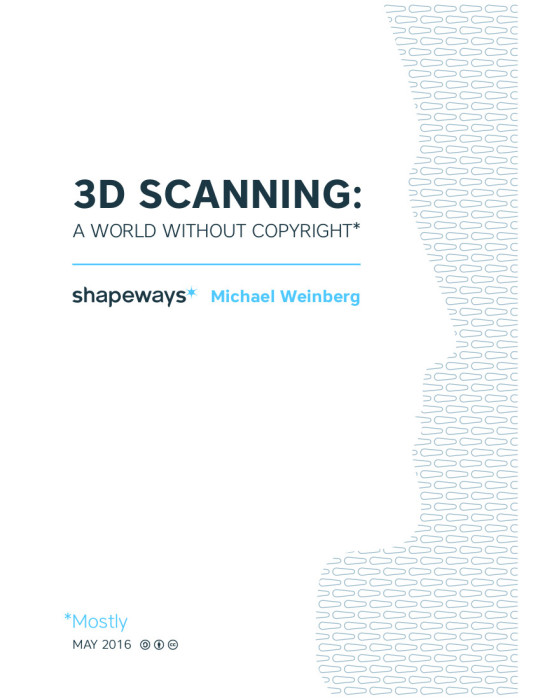 3D SCANNING:
A WORLD WITHOUT COPYRIGHT*
shapeways* Michael Weinberg
*Mostly
MAY 2016